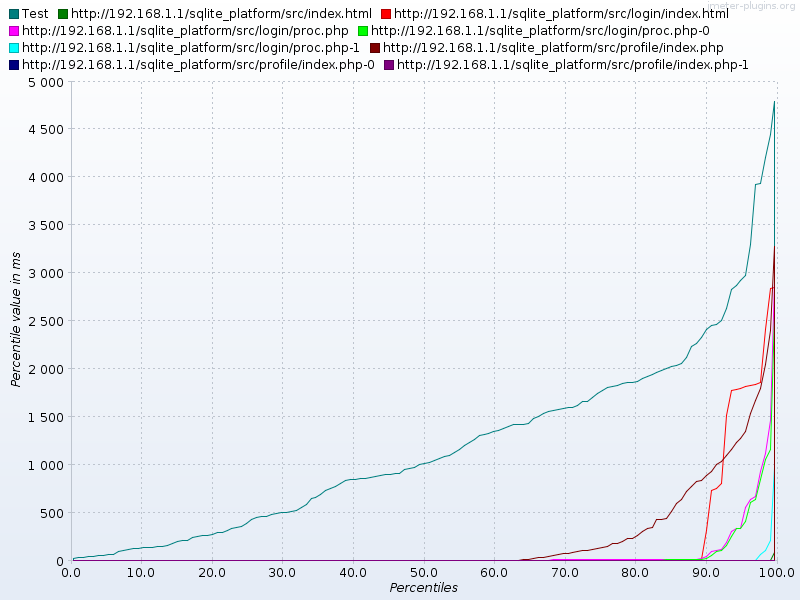 jmeter-plugins.org
Test http://192.168.1.1/sqlite_platform/src/index.html http://192.168.1.1/sqlite_platform/src/login/index.html
http://192.168.1.1/sqlite_platform/src/login/proc.php http://192.168.1.1/sqlite_platform/src/login/proc.php-0
http://192.168.1.1/sqlite_platform/src/login/proc.php-1 http://192.168.1.1/sqlite_platform/src/profile/index.php
http://192.168.1.1/sqlite_platform/src/profile/index.php-0 http://192.168.1.1/sqlite_platform/src/profile/index.php-1
5 000
4 500
4 000
3 500
3 000
2 500
2 000
1 500
1 000
500
0
Percentile value in ms
0.0 10.0 20.0 30.0 40.0 50.0 60.0 70.0 80.0 90.0 100.0
Percentiles